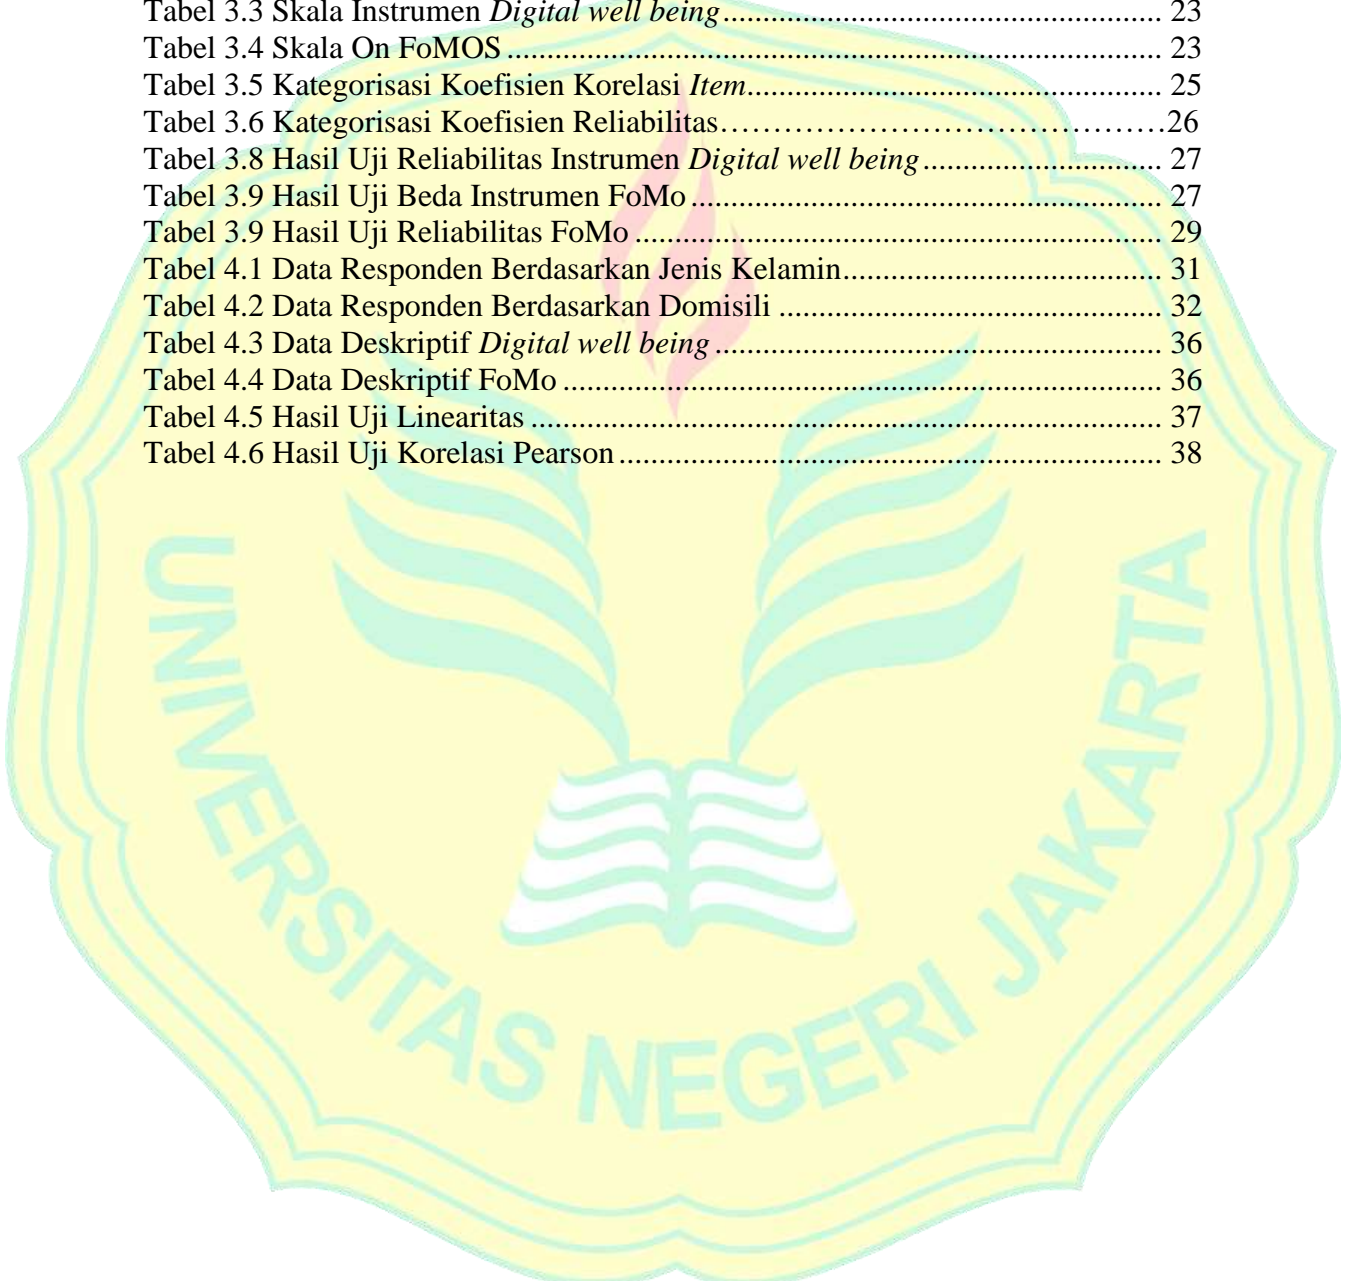 Tabel 3.3 Skala Instrumen Digital well being ..................................................... 23
Tabel 3.4 Skala On FoMOS ................................................................................ 23
Tabel 3.5 Kategorisasi Koefisien Korelasi Item .................................................. 25
Tabel 3.6 Kategorisasi Koefisien Reliabilitas…………………………………….26
Tabel 3.8 Hasil Uji Reliabilitas Instrumen Digital well being ............................. 27
Tabel 3.9 Hasil Uji Beda Instrumen FoMo ......................................................... 27
Tabel 3.9 Hasil Uji Reliabilitas FoMo ................................................................ 29
Tabel 4.1 Data Responden Berdasarkan Jenis Kelamin ....................................... 31
Tabel 4.2 Data Responden Berdasarkan Domisili ............................................... 32
Tabel 4.3 Data Deskriptif Digital well being ...................................................... 36
Tabel 4.4 Data Deskriptif FoMo ......................................................................... 36
Tabel 4.5 Hasil Uji Linearitas ............................................................................. 37
Tabel 4.6 Hasil Uji Korelasi Pearson .................................................................. 38
UNIVERSITAS NEGERI JAKARTA